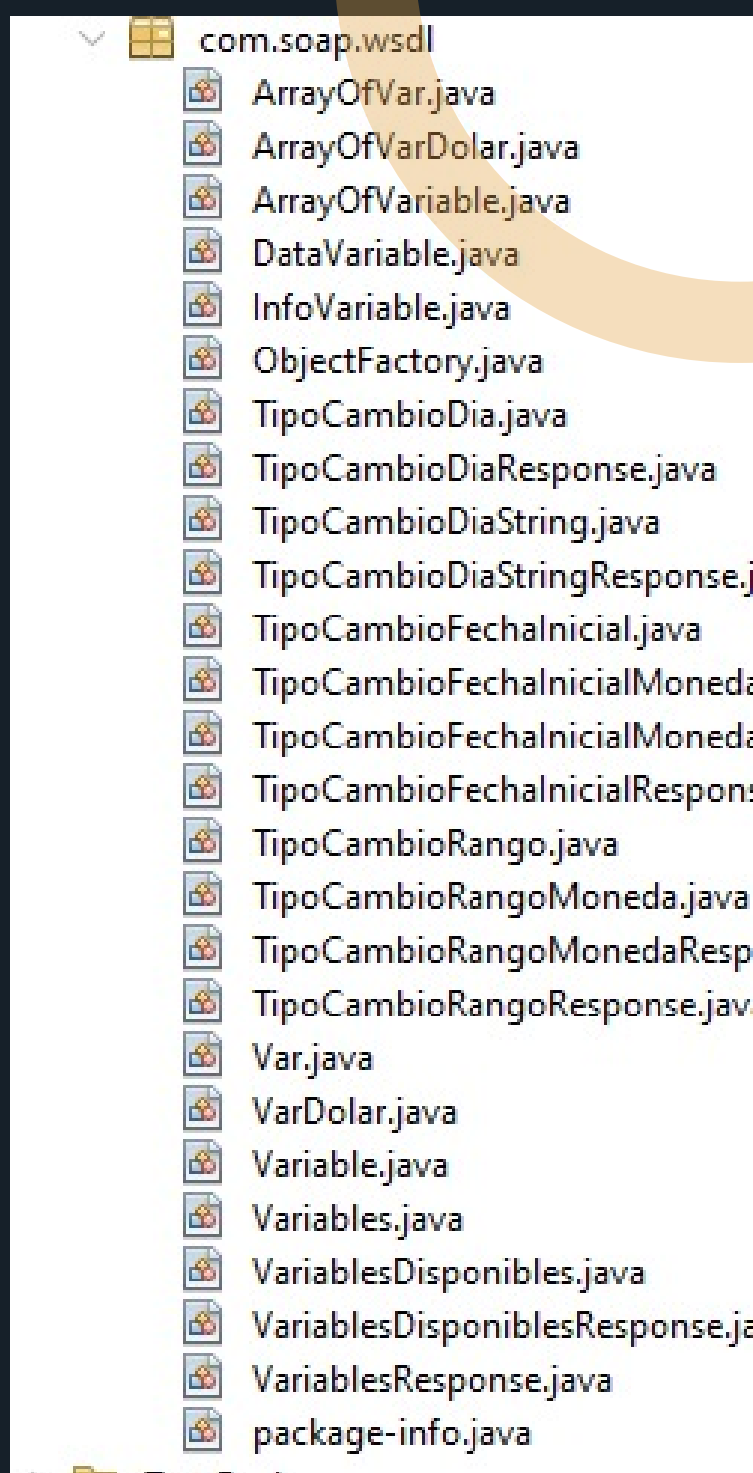 com.soap.wsdl
ArrayOfVar.java
ArrayOfVarDolar.java
ArrayOfVariable.java
DataVariable.java
InfoVariable.java
ObjectFactory.java
TipoCambioDia.java
TipoCambioDiaResponse.java
TipoCambioDiaString.java
TipoCambioDiaStringResponse.j
TipoCambioFechaInicial.java
TipoCambioFechaInicialMoneda
TipoCambioFechaInicialMoneda
TipoCambioFechaInicialRespons
TipoCambioRango.java
TipoCambioRangoMoneda.java
TipoCambioRangoMonedaResp
TipoCambioRangoResponse.java
Var.java
VarDolar.java
Variable.java
Variables.java
VariablesDisponibles.java
VariablesDisponiblesResponse.ja
VariablesResponse.java
package-info.java